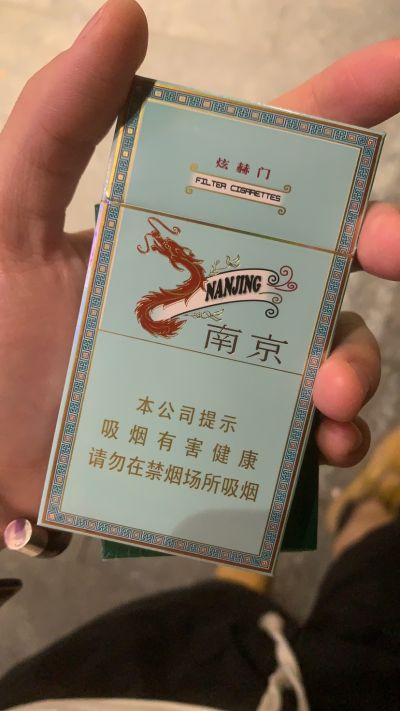 炫赫门
FILTER CIGARETTES
NANJING
南京
本公司提示
吸烟有害健康
请勿在禁烟场所吸烟